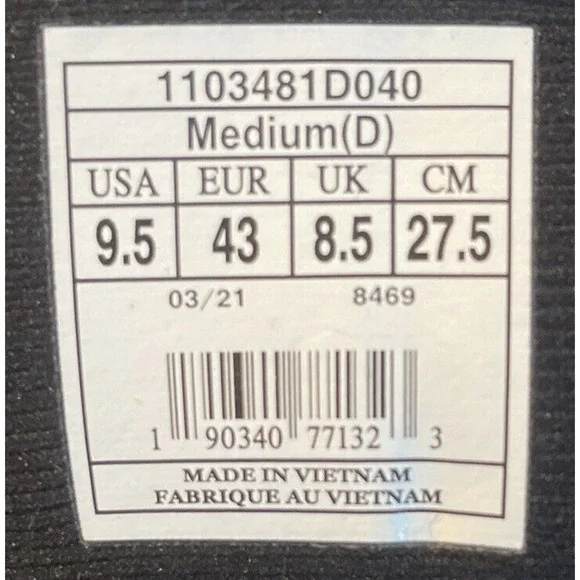 1103481D040
Medium(D)
USA EUR UK CM
9.5 43 8.5 27.5
03/21 8469
1 90340 77132 3
MADE IN VIETNAM
FABRIQUE AU VIETNAM